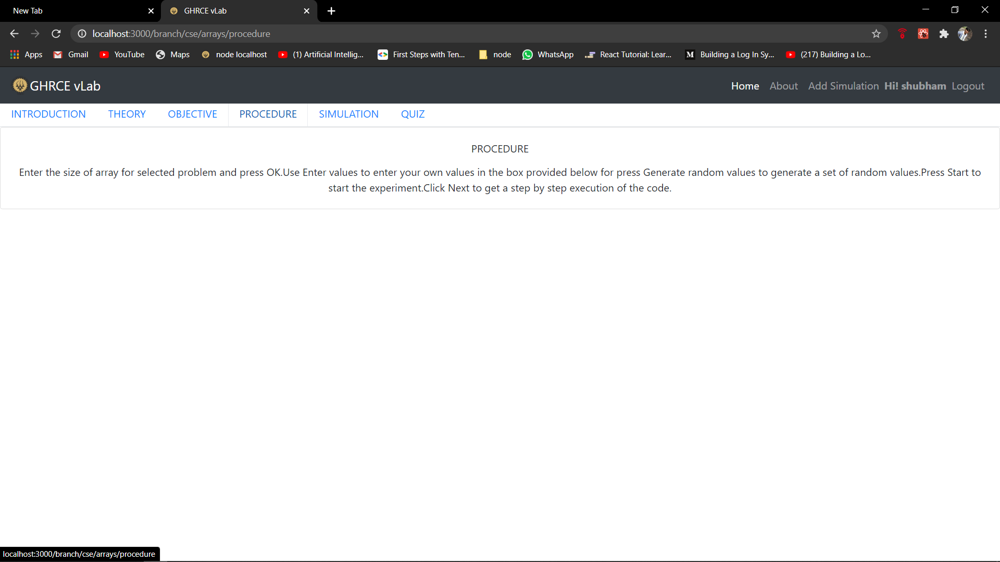 New Tab
GHRCE vLab
localhost:3000/branch/cse/arrays/procedure
Apps Gmail YouTube Maps node localhost (1) Artificial Intellig... First Steps with Ten... node WhatsApp React Tutorial: Lear... M Building a Log In Sy... (217) Building a Lo...
GHRCE vLab
Home About Add Simulation Hi! shubham Logout
INTRODUCTION THEORY OBJECTIVE PROCEDURE SIMULATION QUIZ
PROCEDURE
Enter the size of array for selected problem and press OK.Use Enter values to enter your own values in the box provided below for press Generate random values to generate a set of random values.Press Start to
start the experiment.Click Next to get a step by step execution of the code.
localhost:3000/branch/cse/arrays/procedure